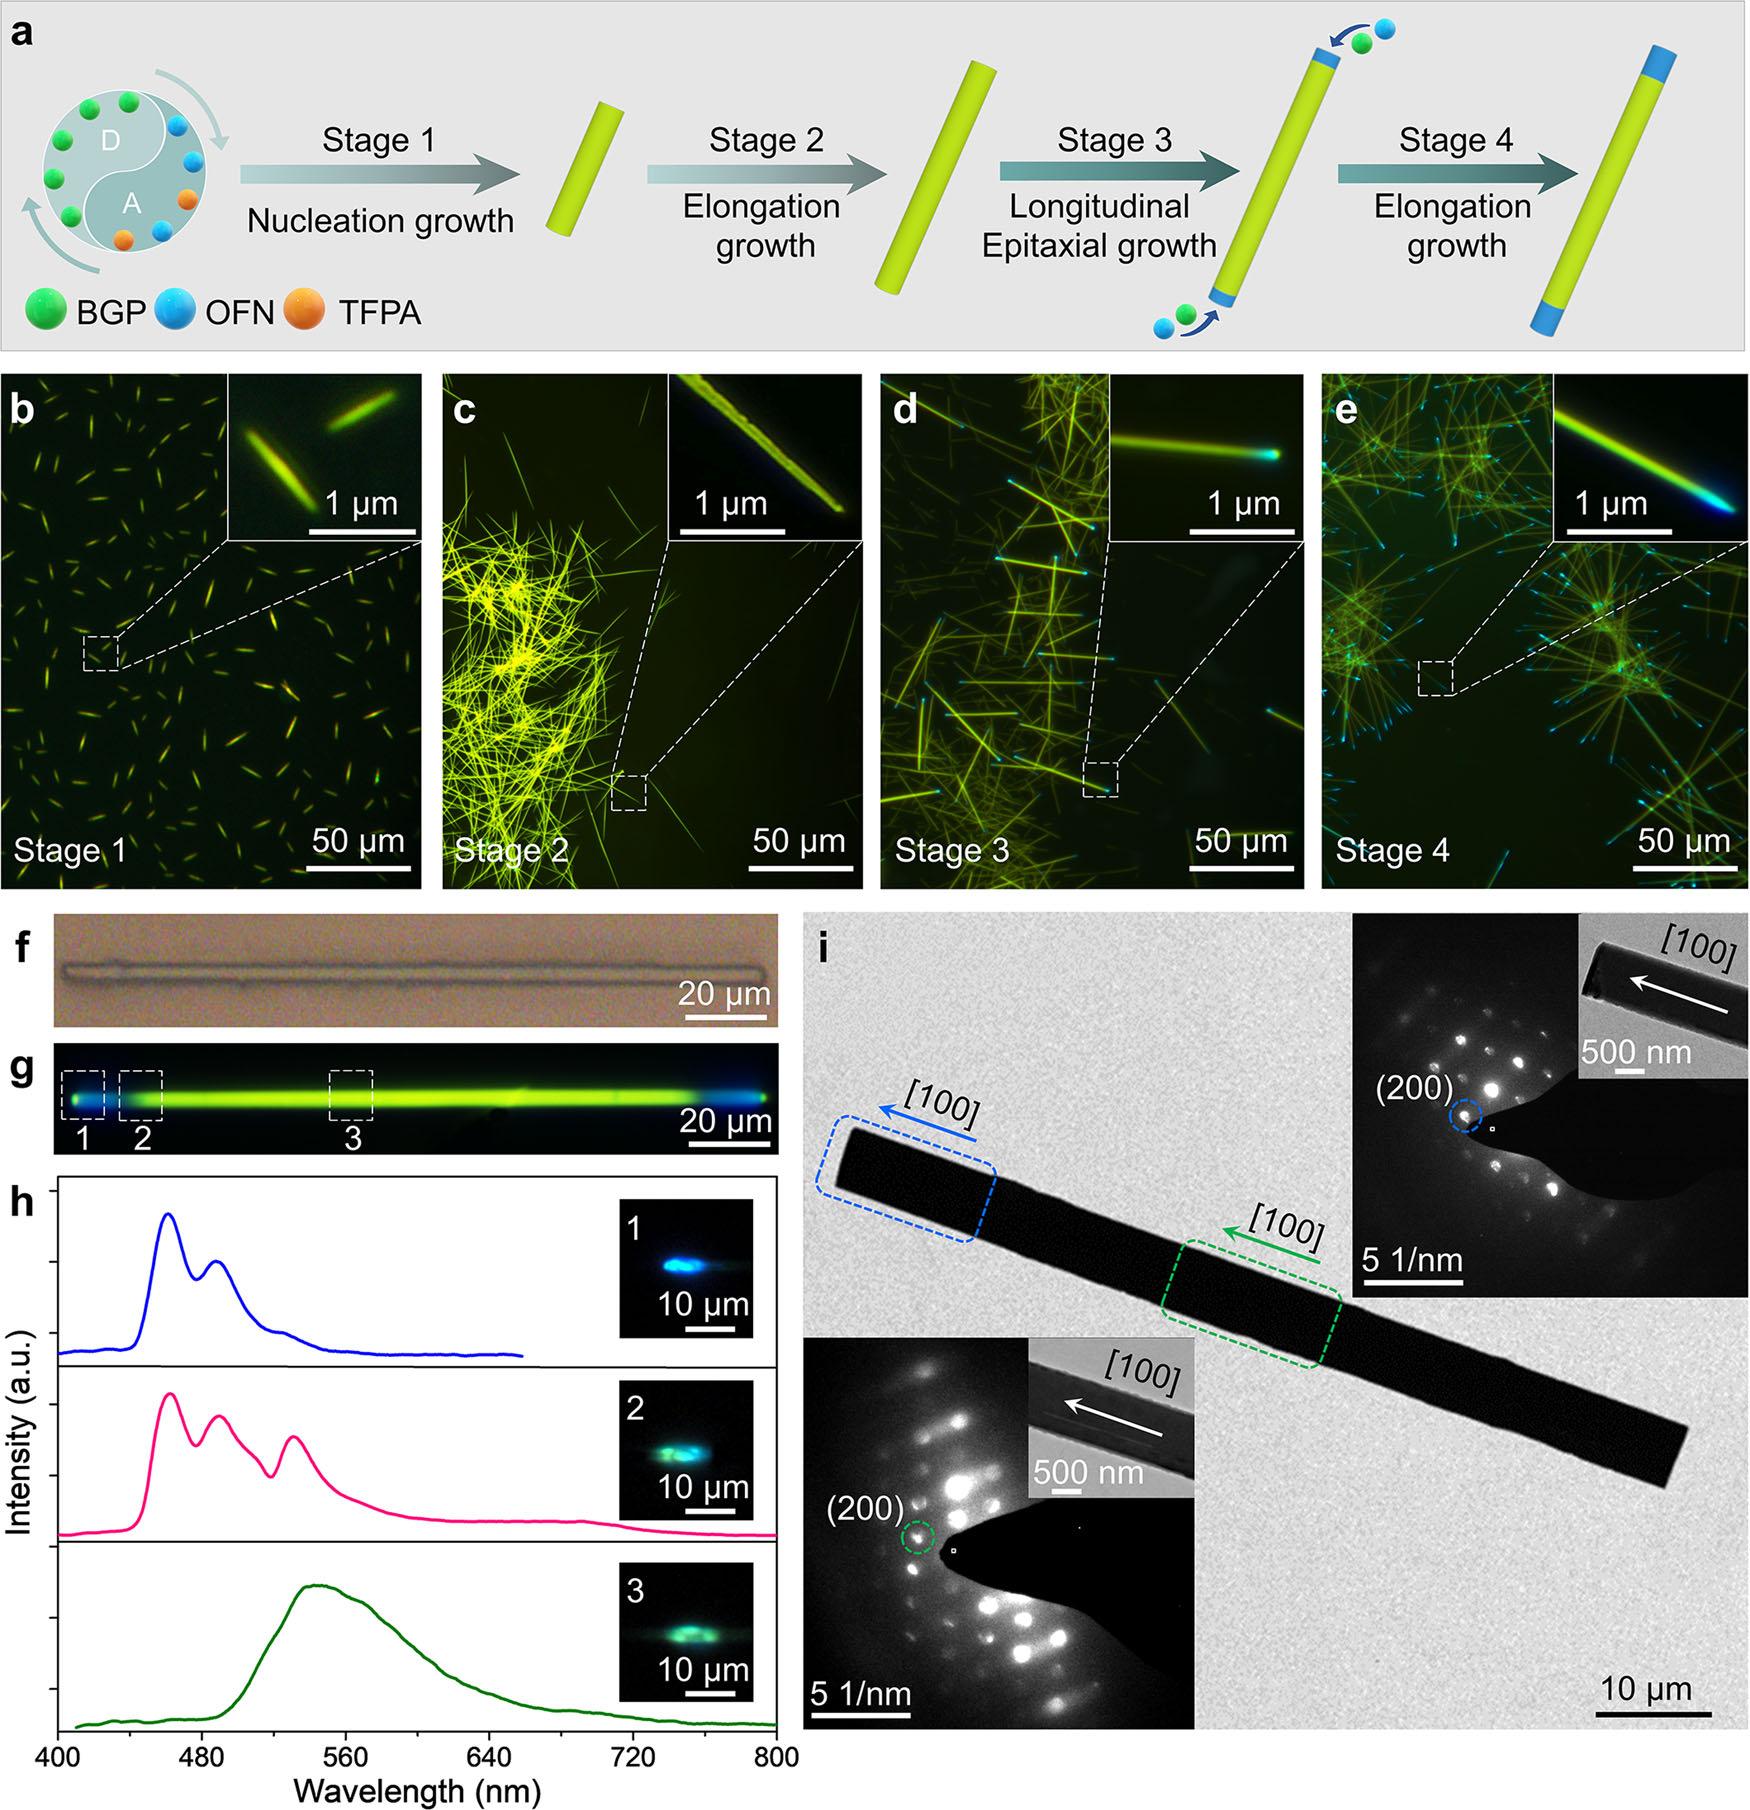 a
D
A
Stage 1
Nucleation growth
Stage 2
Elongation
growth
Stage 3
Longitudinal
Epitaxial growth
Stage 4
Elongation
growth
BGP
OFN
TFPA
b
1 μm
50 μm
Stage 1
c
1 μm
50 μm
Stage 2
d
1 μm
50 μm
Stage 3
e
1 μm
50 μm
Stage 4
f
20 μm
g
1
2
3
20 μm
h
1
10 μm
2
10 μm
3
10 μm
Intensity (a.u.)
400
480
560
640
720
800
Wavelength (nm)
i
[100]
[100]
[100]
500 nm
(200)
5 1/nm
[100]
500 nm
(200)
5 1/nm
10 μm